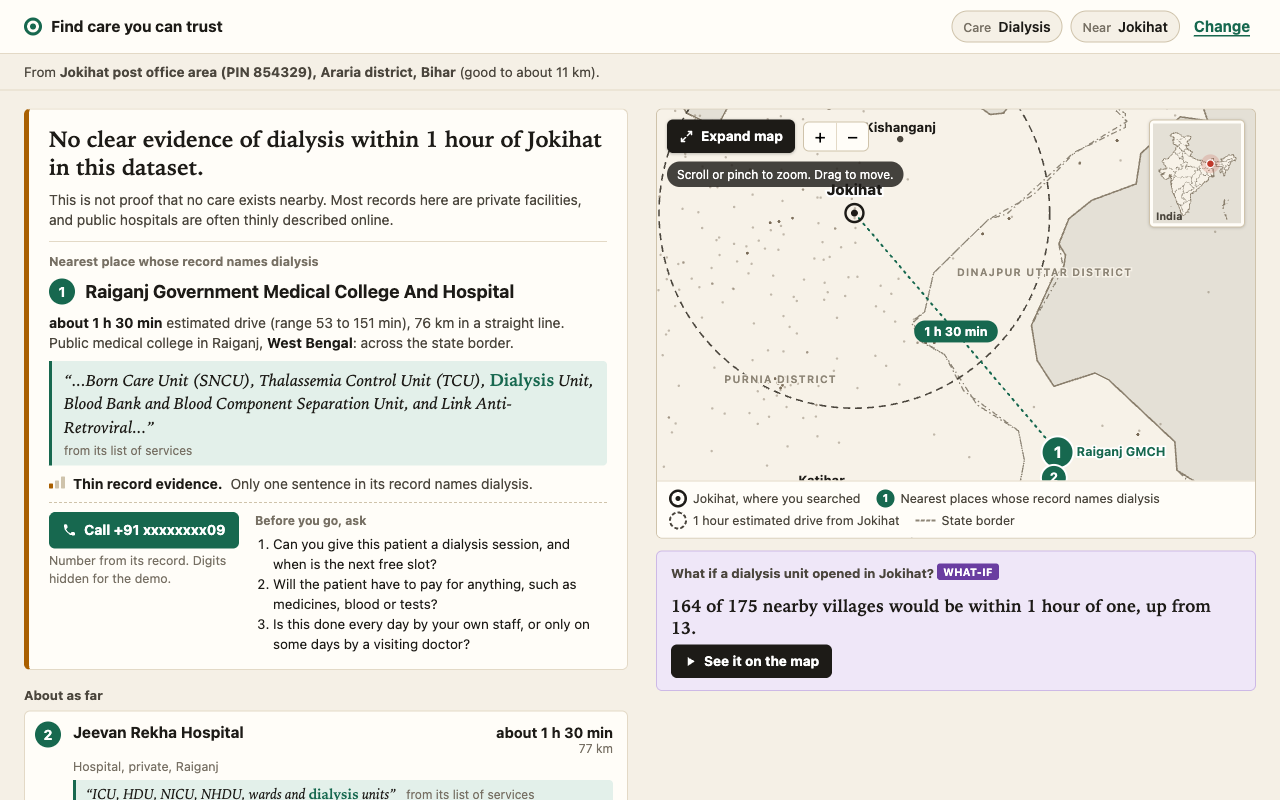 Find care you can trust
Care Dialysis
Near Jokihat
Change
From Jokihat post office area (PIN 854329), Araria district, Bihar (good to about 11 km).
No clear evidence of dialysis within 1 hour of Jokihat
in this dataset.
This is not proof that no care exists nearby. Most records here are private facilities,
and public hospitals are often thinly described online.
Nearest place whose record names dialysis
1 Raiganj Government Medical College And Hospital
about 1 h 30 min estimated drive (range 53 to 151 min), 76 km in a straight line.
Public medical college in Raiganj, West Bengal: across the state border.
“...Born Care Unit (SNCU), Thalassemia Control Unit (TCU), Dialysis Unit,
Blood Bank and Blood Component Separation Unit, and Link Anti-
Retroviral...”
from its list of services
Thin record evidence. Only one sentence in its record names dialysis.
Call +91 xxxxxxxx09
Number from its record. Digits
hidden for the demo.
Before you go, ask
1. Can you give this patient a dialysis session, and
when is the next free slot?
2. Will the patient have to pay for anything, such as
medicines, blood or tests?
3. Is this done every day by your own staff, or only on
some days by a visiting doctor?
About as far
2 Jeevan Rekha Hospital
about 1 h 30 min
77 km
Hospital, private, Raiganj
“ICU, HDU, NICU, NHDU, wards and dialysis units” from its list of services
Expand map
+ −
Kishanganj
Scroll or pinch to zoom. Drag to move.
Jokihat
India
DINAJPUR UTTAR DISTRICT
1 h 30 min
PURNIA DISTRICT
1 Raiganj GMCH
2
Katihar
Jokihat, where you searched
1 Nearest places whose record names dialysis
1 hour estimated drive from Jokihat
State border
What if a dialysis unit opened in Jokihat? WHAT-IF
164 of 175 nearby villages would be within 1 hour of one, up from
13.
See it on the map